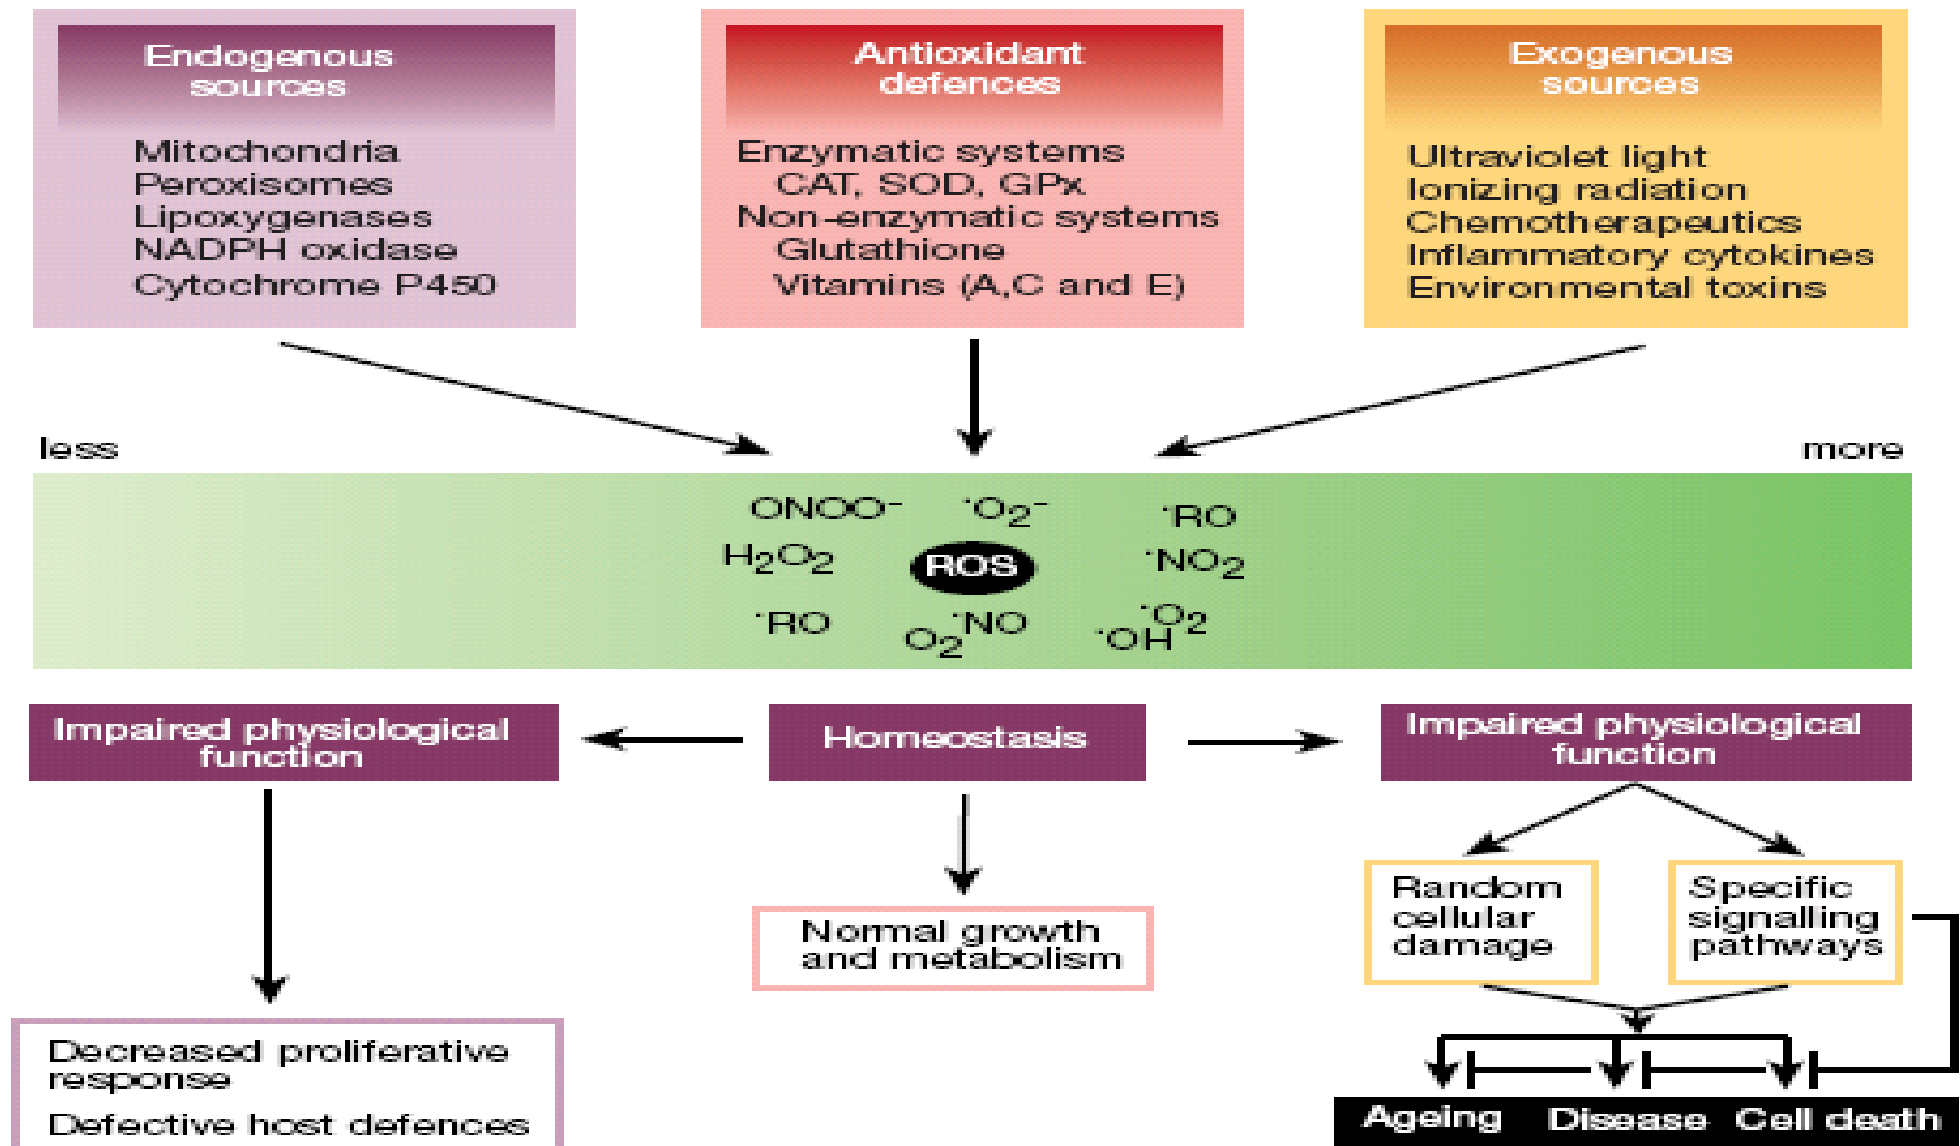 Endogenous
sources
Mitochondria
Peroxisomes
Lipoxygenases
NADPH oxidase
Cytochrome P450
Antioxidant
defences
Enzymatic systems
CAT, SOD, GPx
Non-enzymatic systems
Glutathione
Vitamins (A,C and E)
Exogenous
sources
Ultraviolet light
Ionizing radiation
Chemotherapeutics
Inflammatory cytokines
Environmental toxins
less
more
ONOO⁻ ˙O₂⁻ ˙RO
H₂O₂ ROS ˙NO₂
˙RO O₂ ˙NO ˙OH ˙O₂
Impaired physiological
function
Homeostasis
Impaired physiological
function
Normal growth
and metabolism
Random
cellular
damage
Specific
signalling
pathways
Decreased proliferative
response
Defective host defences
Ageing Disease Cell death